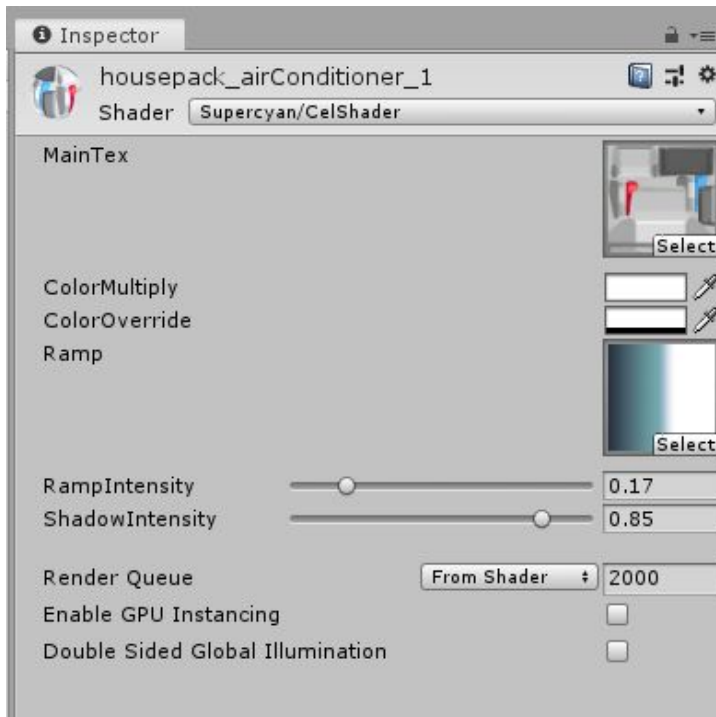 Inspector
housepack_airConditioner_1
Shader Supercyan/CelShader
MainTex
Select
ColorMultiply
ColorOverride
Ramp
Select
RampIntensity 0.17
ShadowIntensity 0.85
Render Queue From Shader 2000
Enable GPU Instancing
Double Sided Global Illumination